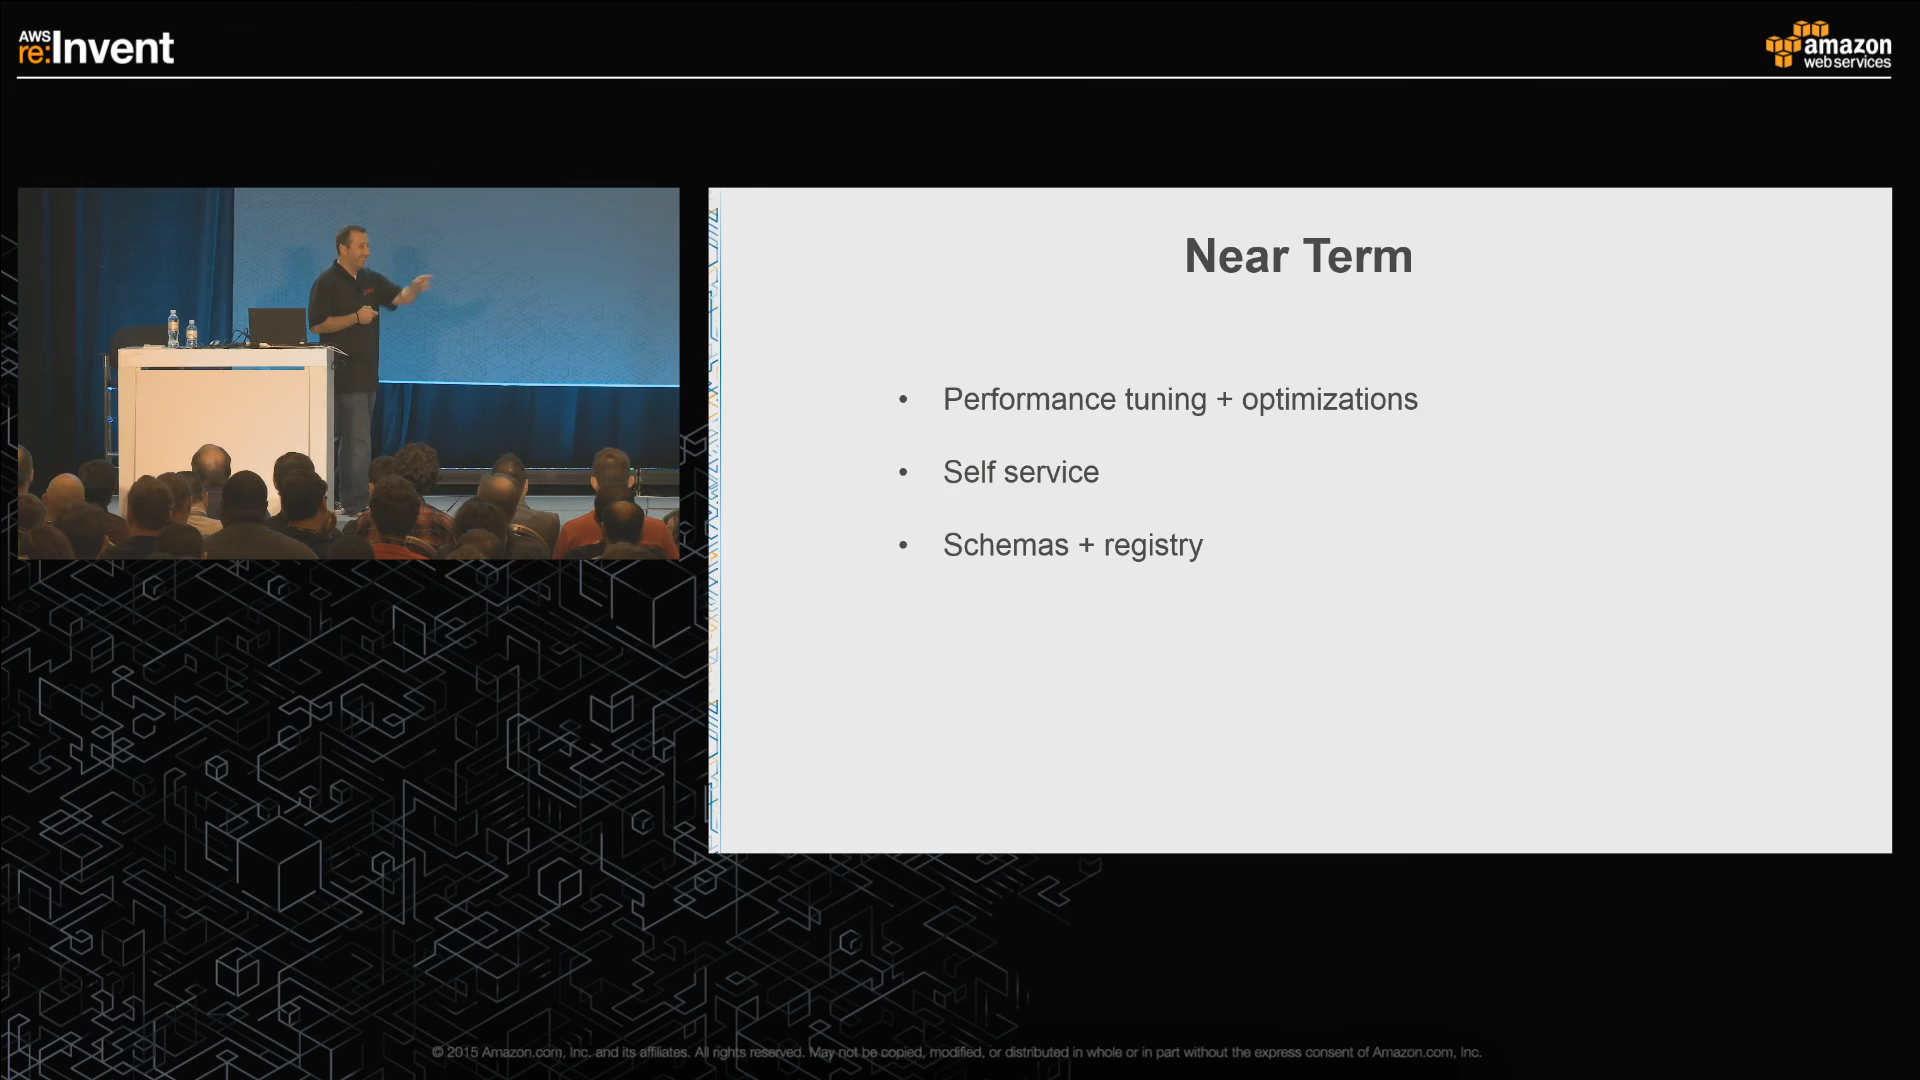 AWS
re:Invent
amazon
web services
Near Term
• Performance tuning + optimizations
• Self service
• Schemas + registry
© 2015 Amazon.com, Inc. and its affiliates. All rights reserved. May not be copied, modified, or distributed in whole or in part without the express consent of Amazon.com, Inc.